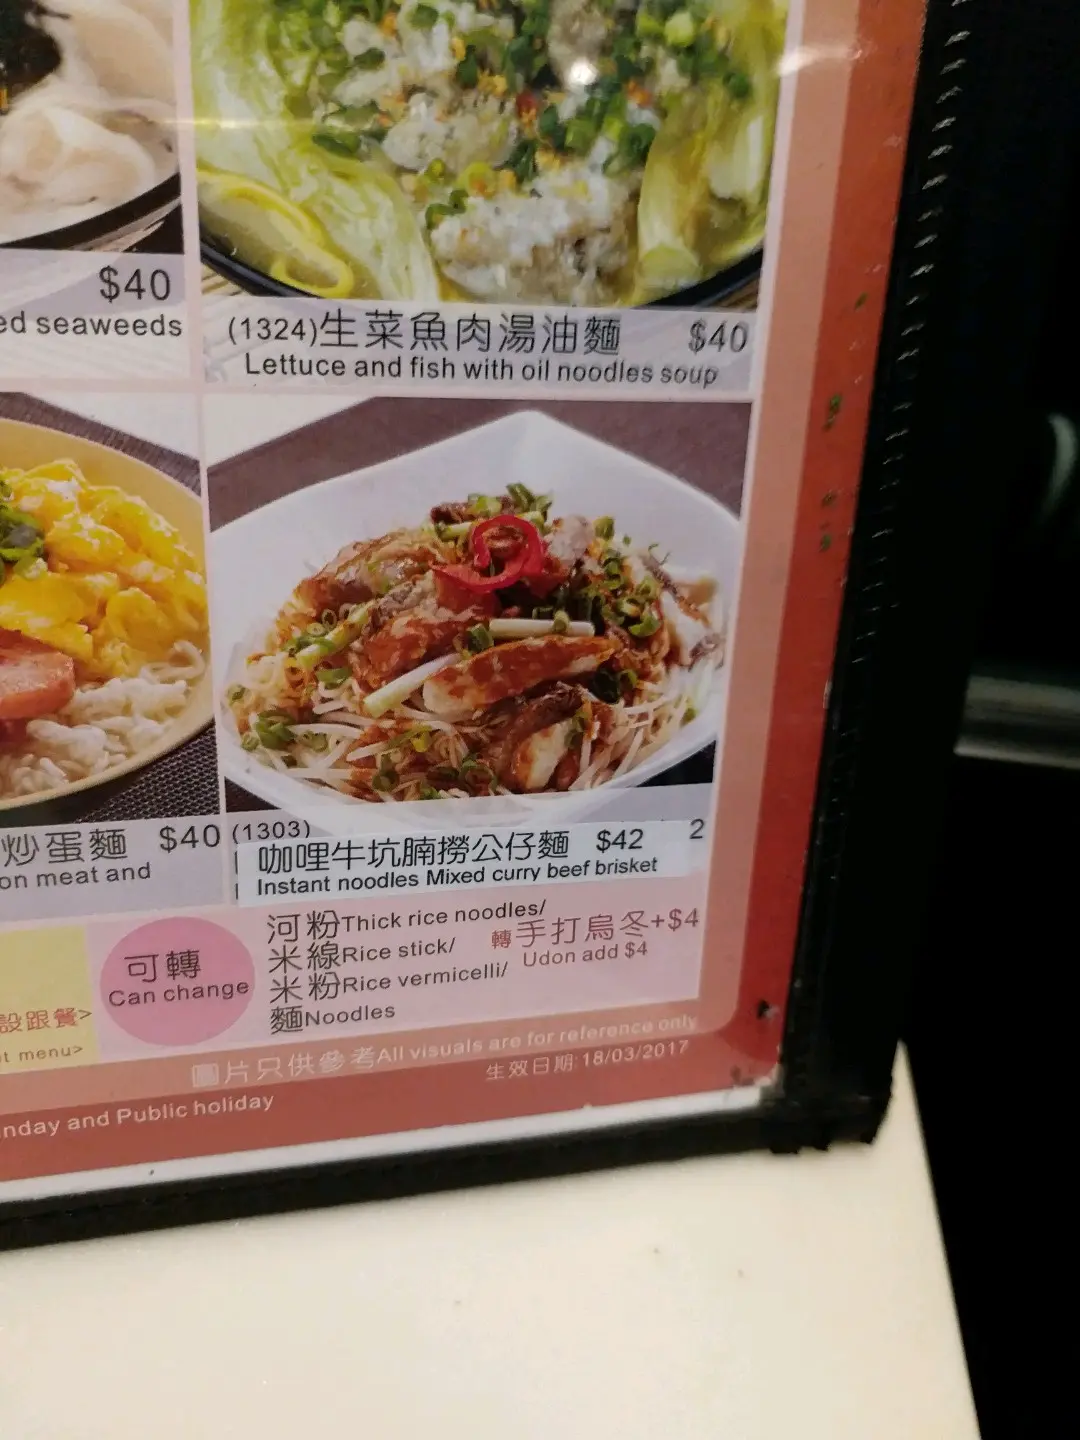 $40
ed seaweeds
(1324)生菜魚肉湯油麵 $40
Lettuce and fish with oil noodles soup
炒蛋麵 $40
on meat and
(1303)
咖哩牛坑腩撈公仔麵 $42 2
Instant noodles Mixed curry beef brisket
可轉
Can change
河粉Thick rice noodles/
米線Rice stick/
米粉Rice vermicelli/
麵Noodles
轉手打烏冬+$4
Udon add $4
設跟餐>
t menu>
圖片只供參考All visuals are for reference only
生效日期:18/03/2017
nday and Public holiday